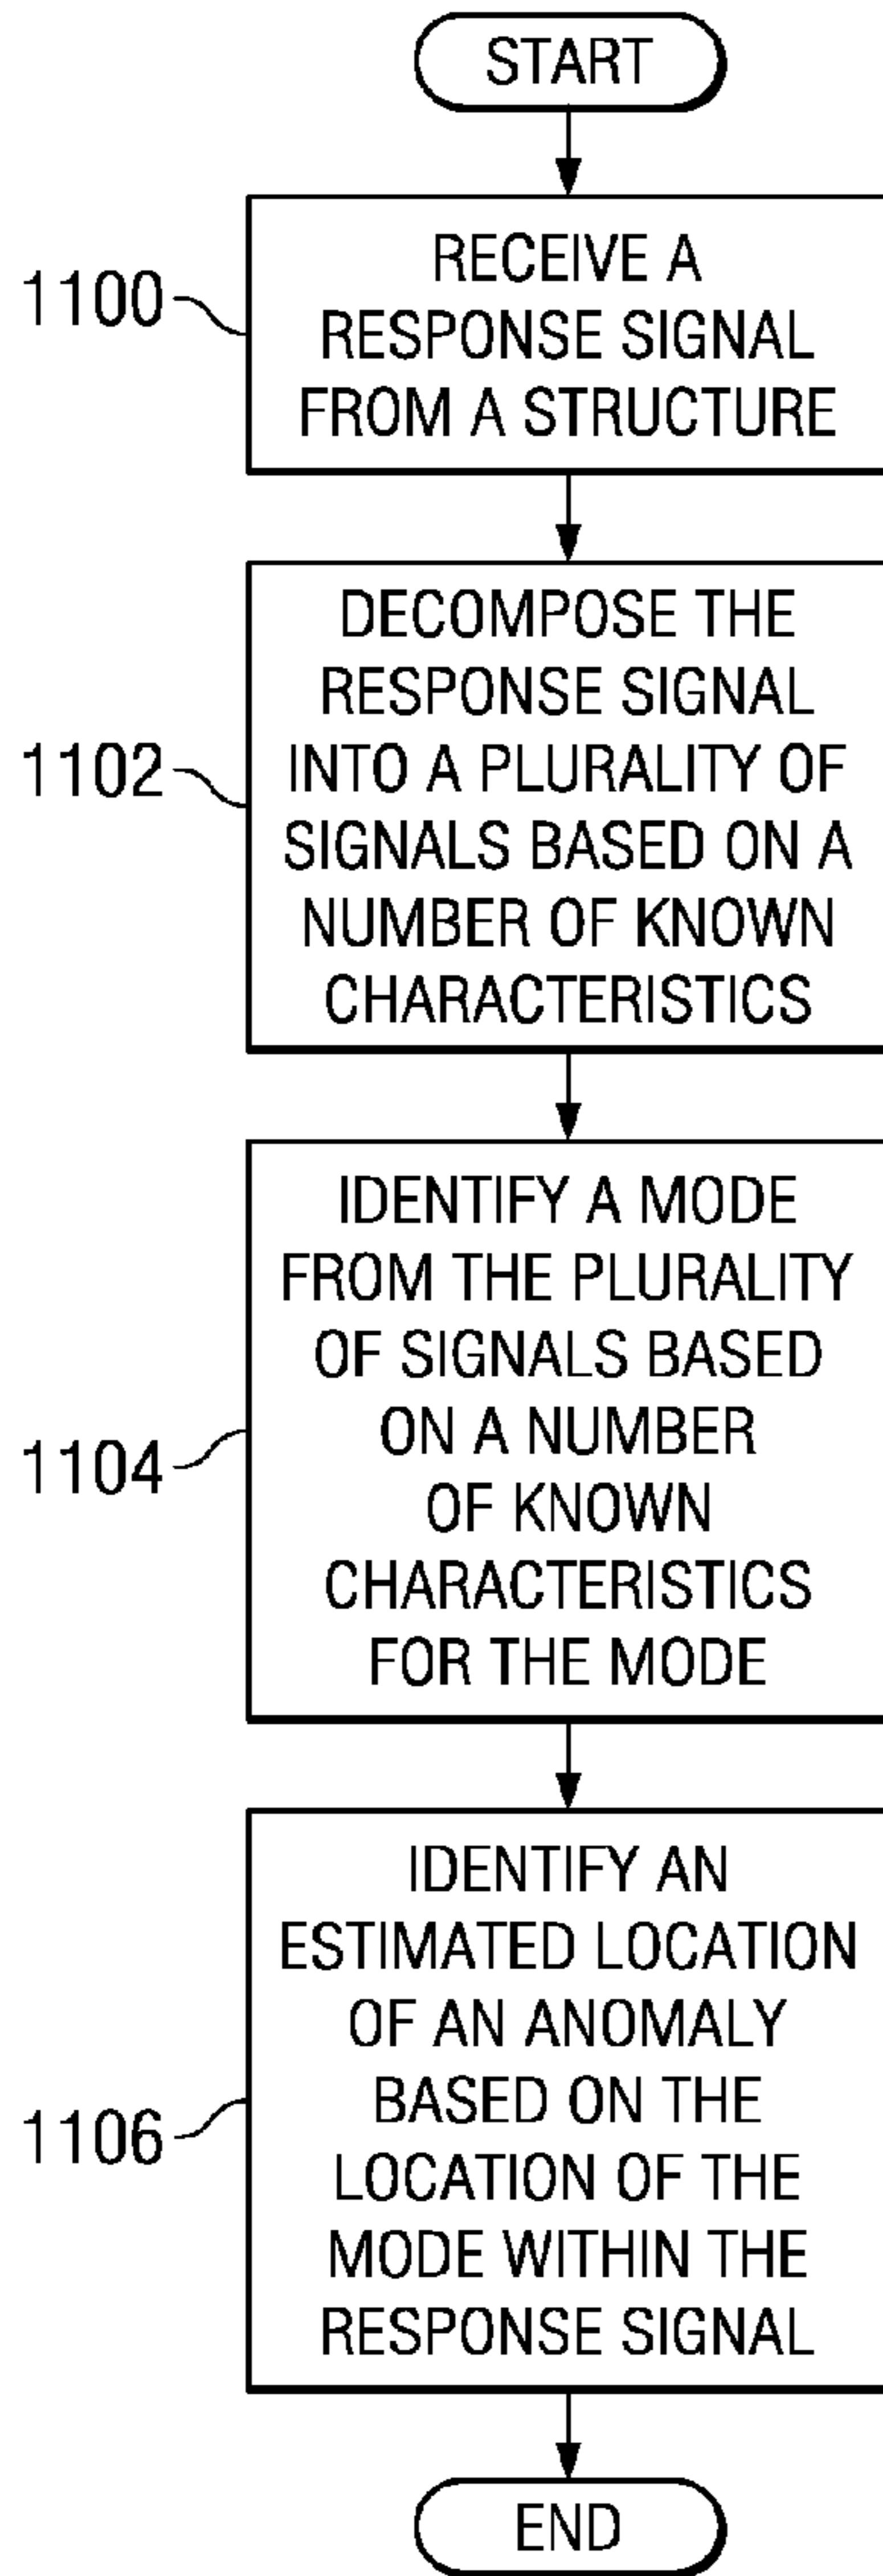 START
1100
RECEIVE A
RESPONSE SIGNAL
FROM A STRUCTURE
1102
DECOMPOSE THE
RESPONSE SIGNAL
INTO A PLURALITY OF
SIGNALS BASED ON A
NUMBER OF KNOWN
CHARACTERISTICS
1104
IDENTIFY A MODE
FROM THE PLURALITY
OF SIGNALS BASED
ON A NUMBER
OF KNOWN
CHARACTERISTICS
FOR THE MODE
1106
IDENTIFY AN
ESTIMATED LOCATION
OF AN ANOMALY
BASED ON THE
LOCATION OF THE
MODE WITHIN THE
RESPONSE SIGNAL
END